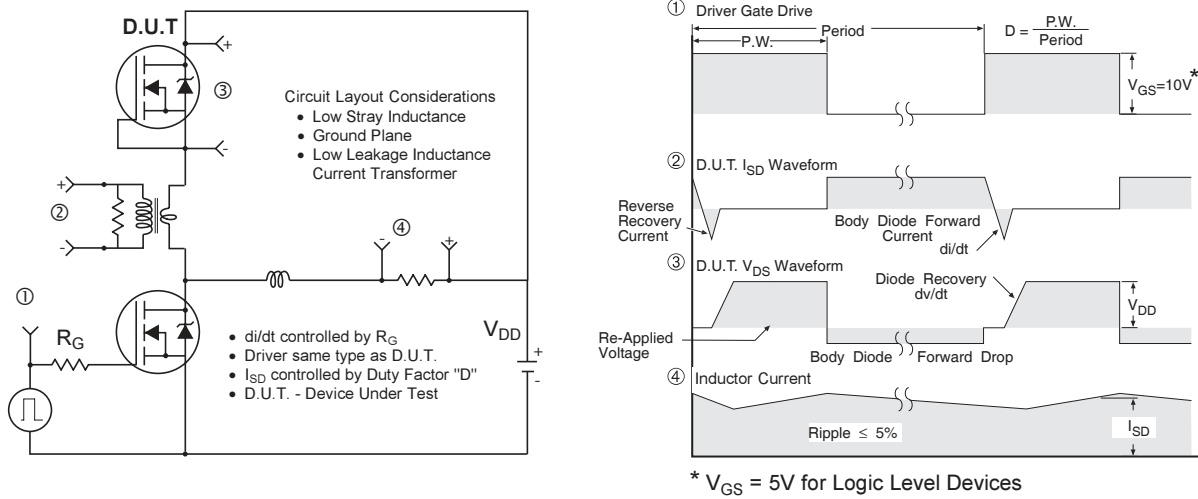 D.U.T
+
③
-
Circuit Layout Considerations
• Low Stray Inductance
• Ground Plane
• Low Leakage Inductance
Current Transformer
+
②
-
-
④
+
①
R_G
V_DD
+
-
• di/dt controlled by R_G
• Driver same type as D.U.T.
• I_SD controlled by Duty Factor "D"
• D.U.T. - Device Under Test
① Driver Gate Drive
P.W.
Period
D = P.W. / Period
V_GS=10V*
② D.U.T. I_SD Waveform
Reverse
Recovery
Current
Body Diode Forward
Current
di/dt
③ D.U.T. V_DS Waveform
Diode Recovery
dv/dt
V_DD
Re-Applied
Voltage
Body Diode Forward Drop
④ Inductor Current
Ripple ≤ 5%
I_SD
* V_GS = 5V for Logic Level Devices